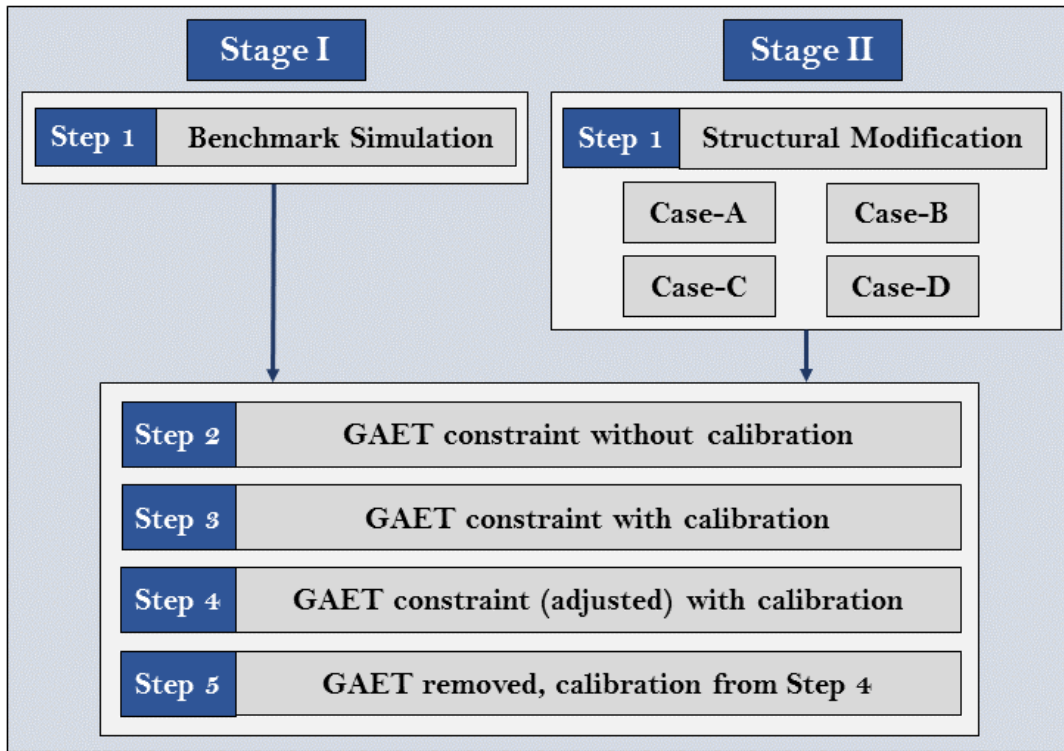 Stage I
Step 1 Benchmark Simulation
Stage II
Step 1 Structural Modification
Case-A Case-B
Case-C Case-D
Step 2 GAET constraint without calibration
Step 3 GAET constraint with calibration
Step 4 GAET constraint (adjusted) with calibration
Step 5 GAET removed, calibration from Step 4